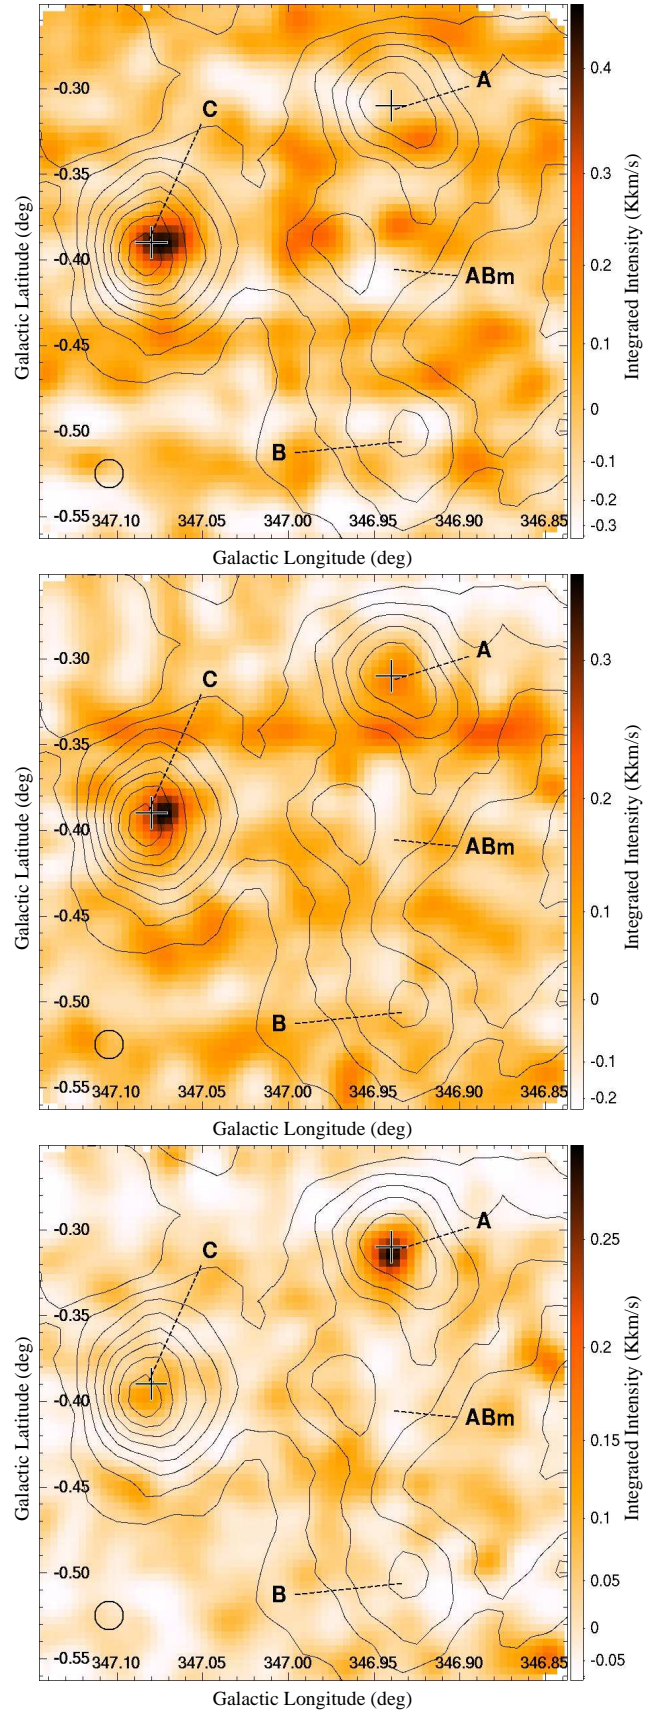 -0.30
-0.35
-0.40
-0.45
-0.50
-0.55
Galactic Latitude (deg)
C
A
ABm
B
347.10 347.05 347.00 346.95 346.90 346.85
Galactic Longitude (deg)
0.4
0.3
0.2
0.1
0
-0.1
-0.2
-0.3
Integrated Intensity (Kkm/s)
-0.30
-0.35
-0.40
-0.45
-0.50
-0.55
Galactic Latitude (deg)
C
A
ABm
B
347.10 347.05 347.00 346.95 346.90 346.85
Galactic Longitude (deg)
0.3
0.2
0.1
0
-0.1
-0.2
Integrated Intensity (Kkm/s)
-0.30
-0.35
-0.40
-0.45
-0.50
-0.55
Galactic Latitude (deg)
C
A
ABm
B
347.10 347.05 347.00 346.95 346.90 346.85
Galactic Longitude (deg)
0.25
0.2
0.15
0.1
0.05
0
-0.05
Integrated Intensity (Kkm/s)